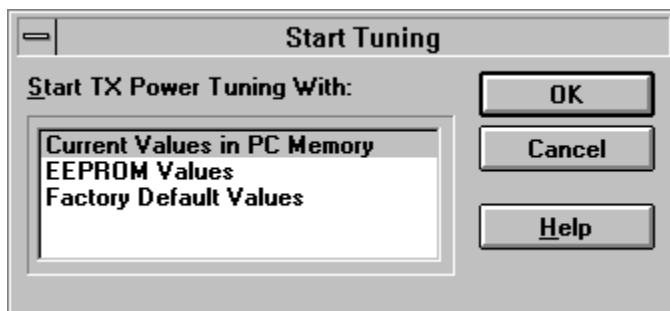 Start Tuning
Start TX Power Tuning With:
Current Values in PC Memory
EEPROM Values
Factory Default Values
OK
Cancel
Help